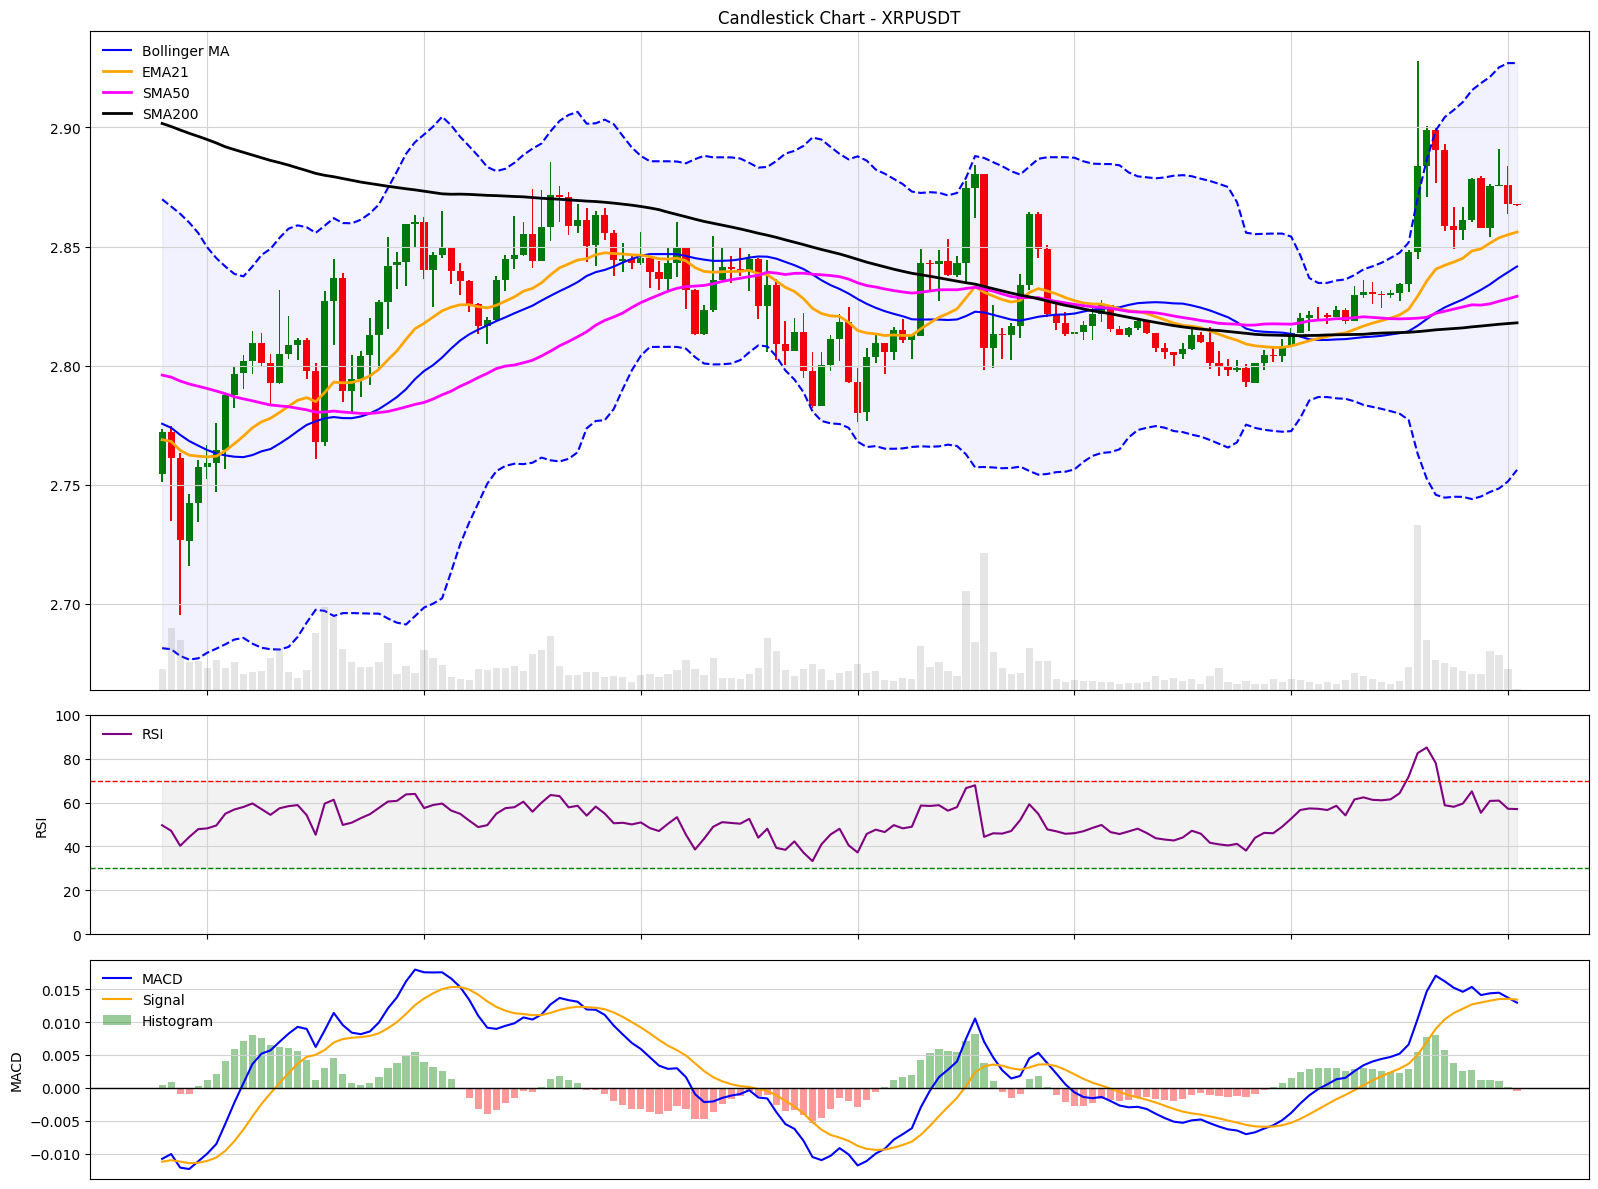 Candlestick Chart - XRPUSDT
Bollinger MA
EMA21
SMA50
SMA200
2.90
2.85
2.80
2.75
2.70
RSI
100
80
60
40
20
0
RSI
MACD
Signal
Histogram
0.015
0.010
0.005
0.000
−0.005
−0.010
MACD